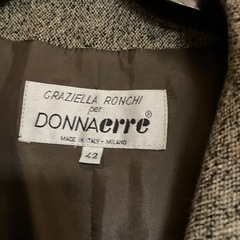 GRAZIELLA RONCHI
per
DONNAerre
MADE IN ITALY - MILANO
42